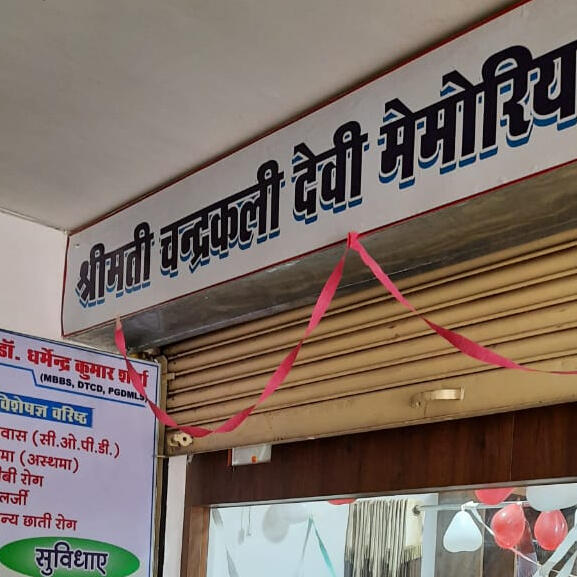 श्रीमती चन्द्रकली देवी मेमोरिय
डॉ. धर्मेन्द्र कुमार शर्मा
(MBBS, DTCD, PGDMLS
विशेषज्ञ वरिष्ट
वास (सी.ओ.पी.डी.)
मा (अस्थमा)
बी रोग
लर्जी
न्य छाती रोग
सुविधाए